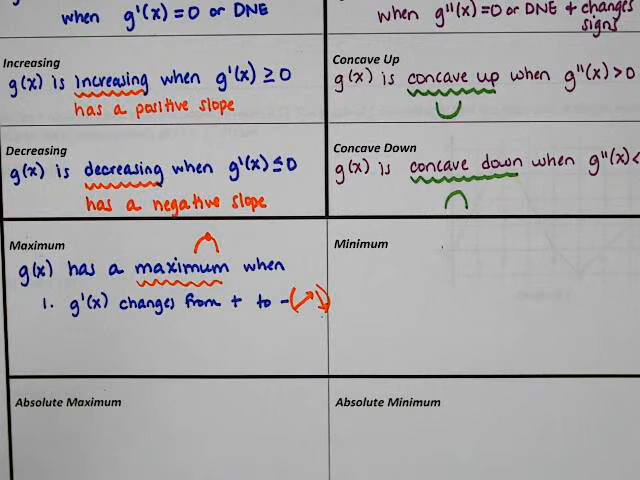 when g'(x) = 0 or DNE
when g"(x) = 0 or DNE + changes
signs
Increasing
g(x) is increasing when g'(x) ≥ 0
has a positive slope
Concave Up
g(x) is concave up when g"(x) > 0
Decreasing
g(x) is decreasing when g'(x) ≤ 0
has a negative slope
Concave Down
g(x) is concave down when g"(x) <
Maximum
g(x) has a maximum when
1. g'(x) changes from + to - (↗↘)
Minimum
Absolute Maximum
Absolute Minimum